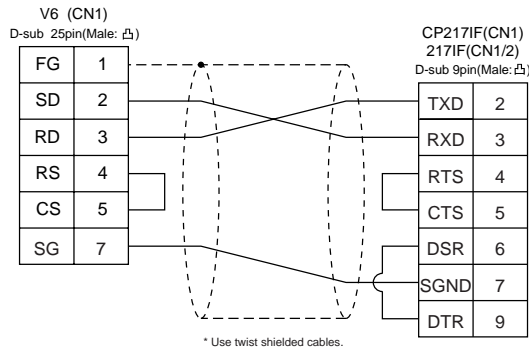 V6 (CN1)
D-sub 25pin(Male: 凸)
FG 1
SD 2
RD 3
RS 4
CS 5
SG 7
CP217IF(CN1)
217IF(CN1/2)
D-sub 9pin(Male: 凸)
TXD 2
RXD 3
RTS 4
CTS 5
DSR 6
SGND 7
DTR 9
* Use twist shielded cables.